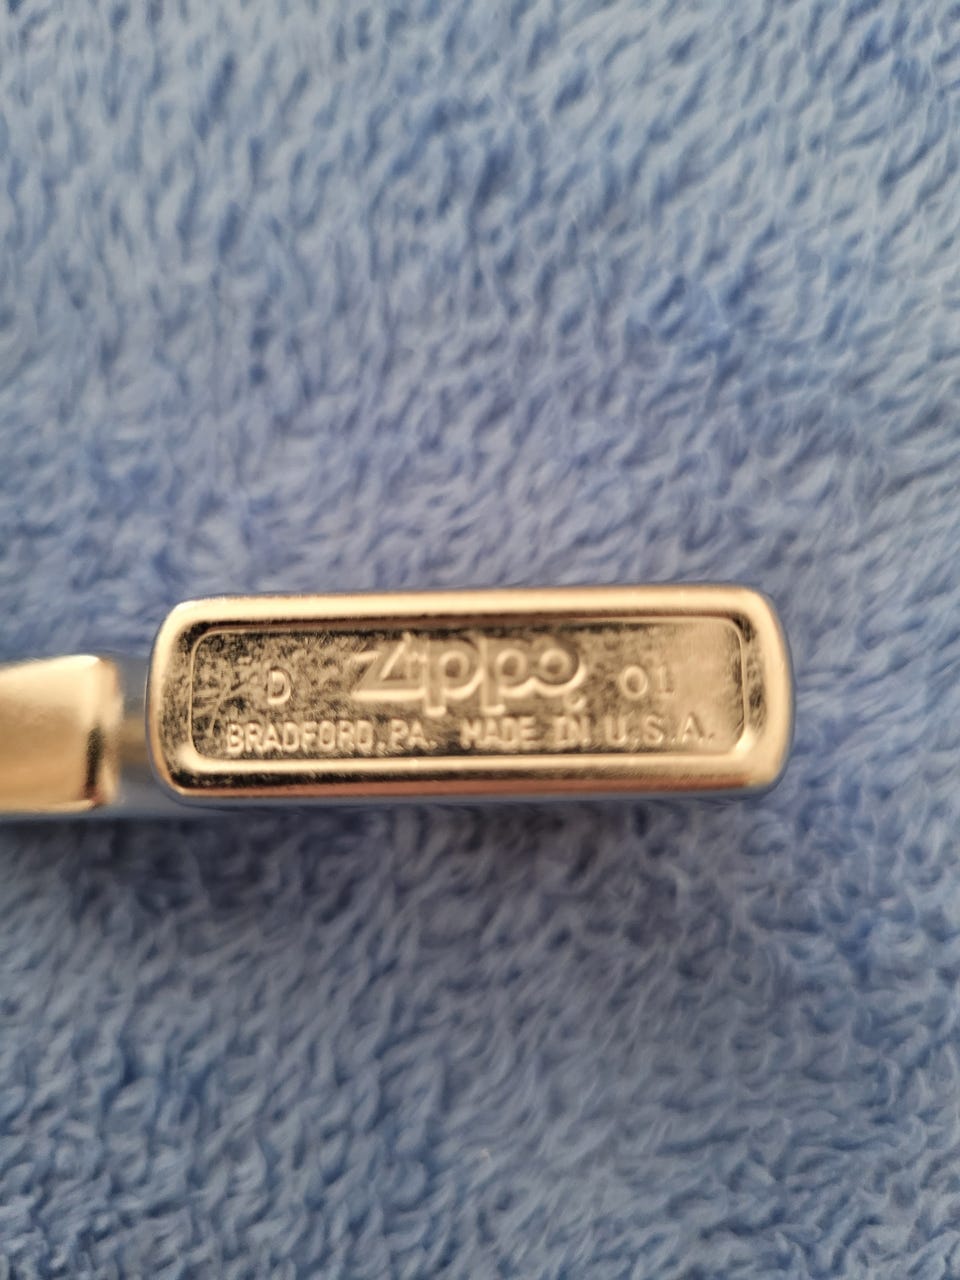 D Zippo 01
BRADFORD, PA. MADE IN U.S.A.